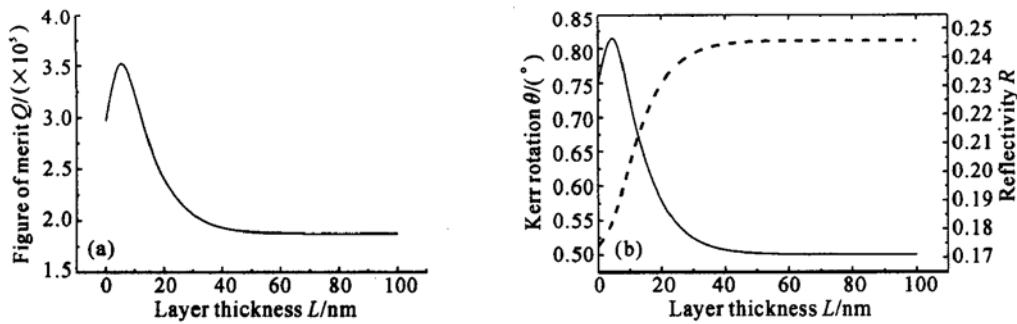 Figure of merit Q/(×10⁵)
4.0
3.5
3.0
3.5
2.0
1.5
(a)
0 20 40 60 80 100
Layer thickness L/nm
Kerr rotation θ/(°)
0.85
0.80
0.75
0.67
0.65
0.60
0.55
0.50
(b)
0 20 40 60 80 100
Layer thickness L/nm
0.25
0.24
0.23
0.22
0.21
0.20
0.19
0.18
0.17
Reflectivity R